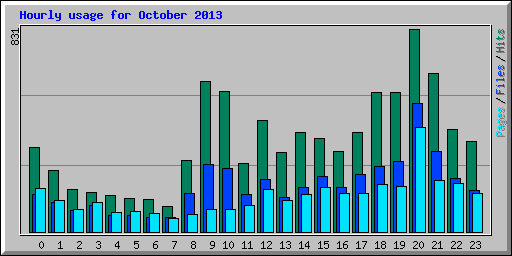 Hourly usage for October 2013
831
Pages/Files/Hits
0 1 2 3 4 5 6 7 8 9 10 11 12 13 14 15 16 17 18 19 20 21 22 23